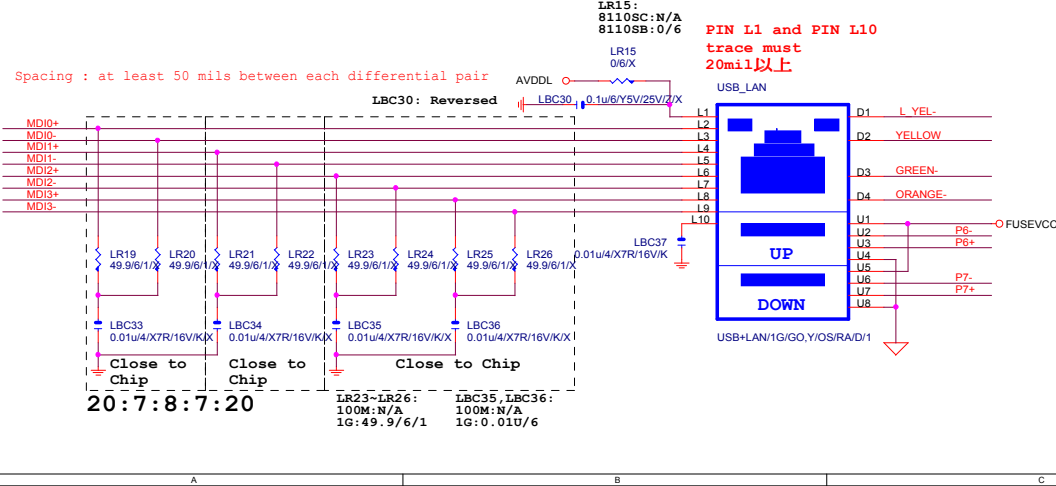 LR15:
8110SC:N/A
8110SB:0/6
PIN L1 and PIN L10
trace must
20mil以上
Spacing : at least 50 mils between each differential pair
LR15
0/6/X
AVDDL
USB_LAN
LBC30: Reversed
LBC30
0.1u/6/Y5V/25V/Z/X
MDI0+
MDI0-
MDI1+
MDI1-
MDI2+
MDI2-
MDI3+
MDI3-
L1
L2
L3
L4
L5
L6
L7
L8
L9
L10
D1
L_YEL-
D2
YELLOW
D3
GREEN-
D4
ORANGE-
U1
FUSEVCC
U2
P6-
U3
P6+
U4
U5
U6
P7-
U7
P7+
U8
UP
DOWN
USB+LAN/1G/GO,Y/OS/RA/D/1
LBC37
0.01u/4/X7R/16V/K
LR19
49.9/6/1/X
LR20
49.9/6/1/X
LR21
49.9/6/1/X
LR22
49.9/6/1/X
LR23
49.9/6/1/X
LR24
49.9/6/1/X
LR25
49.9/6/1/X
LR26
49.9/6/1/X
LBC33
0.01u/4/X7R/16V/K/X
LBC34
0.01u/4/X7R/16V/K/X
LBC35
0.01u/4/X7R/16V/K/X
LBC36
0.01u/4/X7R/16V/K/X
Close to
Chip
Close to
Chip
Close to Chip
20:7:8:7:20
LR23~LR26:
100M:N/A
1G:49.9/6/1
LBC35,LBC36:
100M:N/A
1G:0.01U/6
A
B
C